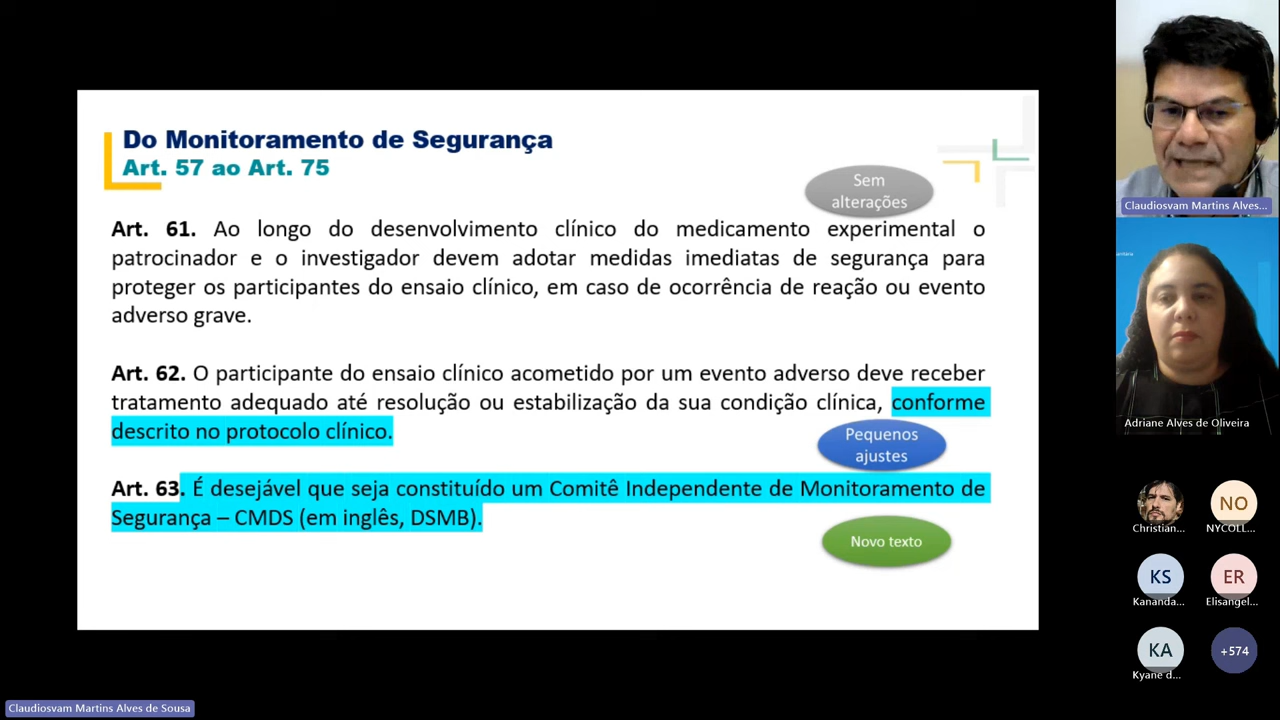 Do Monitoramento de Segurança
Art. 57 ao Art. 75
Sem
alterações
Art. 61. Ao longo do desenvolvimento clínico do medicamento experimental o
patrocinador e o investigador devem adotar medidas imediatas de segurança para
proteger os participantes do ensaio clínico, em caso de ocorrência de reação ou evento
adverso grave.
Art. 62. O participante do ensaio clínico acometido por um evento adverso deve receber
tratamento adequado até resolução ou estabilização da sua condição clínica, conforme
descrito no protocolo clínico.
Pequenos
ajustes
Art. 63. É desejável que seja constituído um Comitê Independente de Monitoramento de
Segurança – CMDS (em inglês, DSMB).
Novo texto
Claudiosvam Martins Alves...
Adriane Alves de Oliveira
Christian...
NO
NYCOLL...
KS
Kananda...
ER
Elisangel...
KA
Kyane d...
+574
Claudiosvam Martins Alves de Sousa